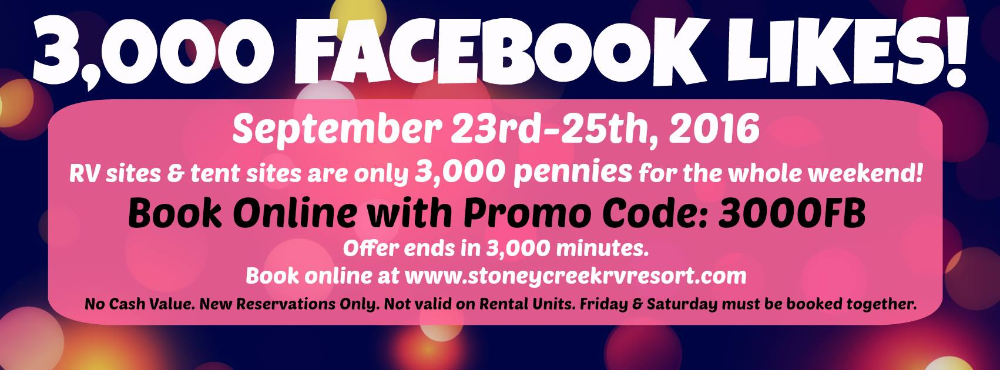 3,000 FACEBOOK LIKES!
September 23rd-25th, 2016
RV sites & tent sites are only 3,000 pennies for the whole weekend!
Book Online with Promo Code: 3000FB
Offer ends in 3,000 minutes.
Book online at www.stoneycreekrvresort.com
No Cash Value. New Reservations Only. Not valid on Rental Units. Friday & Saturday must be booked together.